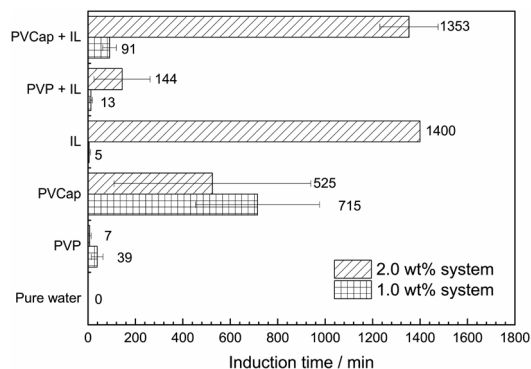 PVCap + IL
1353
91
PVP + IL
144
13
IL
1400
5
PVCap
525
715
PVP
7
39
Pure water
0
2.0 wt% system
1.0 wt% system
0 200 400 600 800 1000 1200 1400 1600 1800
Induction time / min